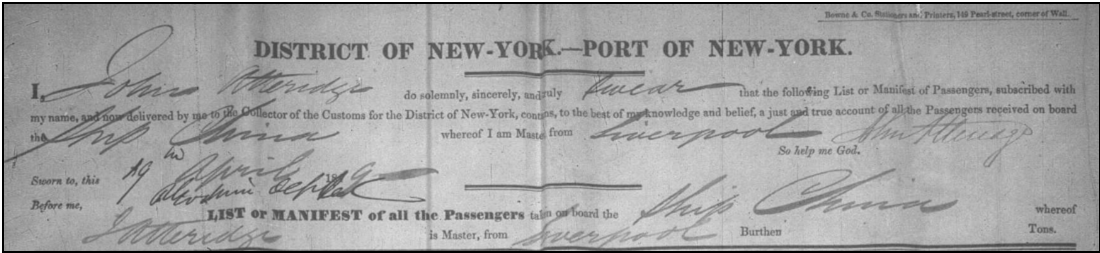 Bowne & Co. Stationers and Printers, 149 Pearl-street, corner of Wall.
DISTRICT OF NEW-YORK.—PORT OF NEW-YORK.
I, John Atteridge do solemnly, sincerely, and truly swear that the following List or Manifest of Passengers, subscribed with
my name, and now delivered by me to the Collector of the Customs for the District of New-York, contains, to the best of my knowledge and belief, a just and true account of all the Passengers received on board
the Ship China whereof I am Master from Liverpool John Atteridge
So help me God.
Sworn to, this 19 April 18
Before me,
LIST or MANIFEST of all the Passengers taken on board the Ship China whereof
J Atteridge is Master, from Liverpool Burthen Tons.